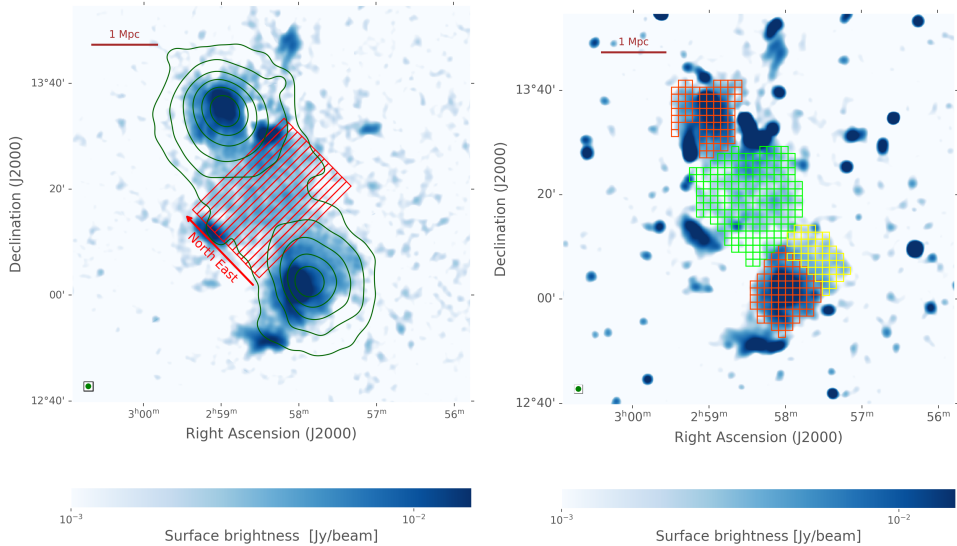 1 Mpc
13°40'
20'
00'
12°40'
Declination (J2000)
North East
3ʰ00ᵐ
2ʰ59ᵐ
58ᵐ
57ᵐ
56ᵐ
Right Ascension (J2000)
10⁻³
10⁻²
Surface brightness [Jy/beam]
1 Mpc
13°40'
20'
00'
12°40'
Declination (J2000)
3ʰ00ᵐ
2ʰ59ᵐ
58ᵐ
57ᵐ
56ᵐ
Right Ascension (J2000)
10⁻³
10⁻²
Surface brightness [Jy/beam]